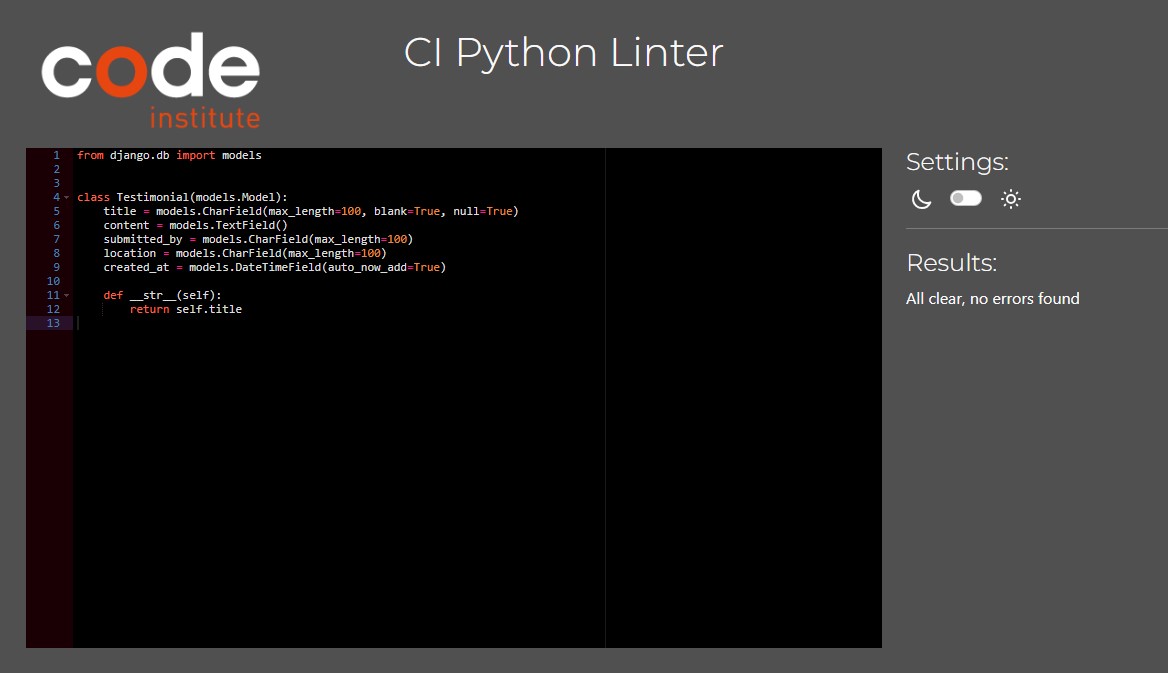 code
institute
CI Python Linter
1 from django.db import models
2
3
4 class Testimonial(models.Model):
5     title = models.CharField(max_length=100, blank=True, null=True)
6     content = models.TextField()
7     submitted_by = models.CharField(max_length=100)
8     location = models.CharField(max_length=100)
9     created_at = models.DateTimeField(auto_now_add=True)
10
11     def __str__(self):
12         return self.title
13
Settings:
Results:
All clear, no errors found